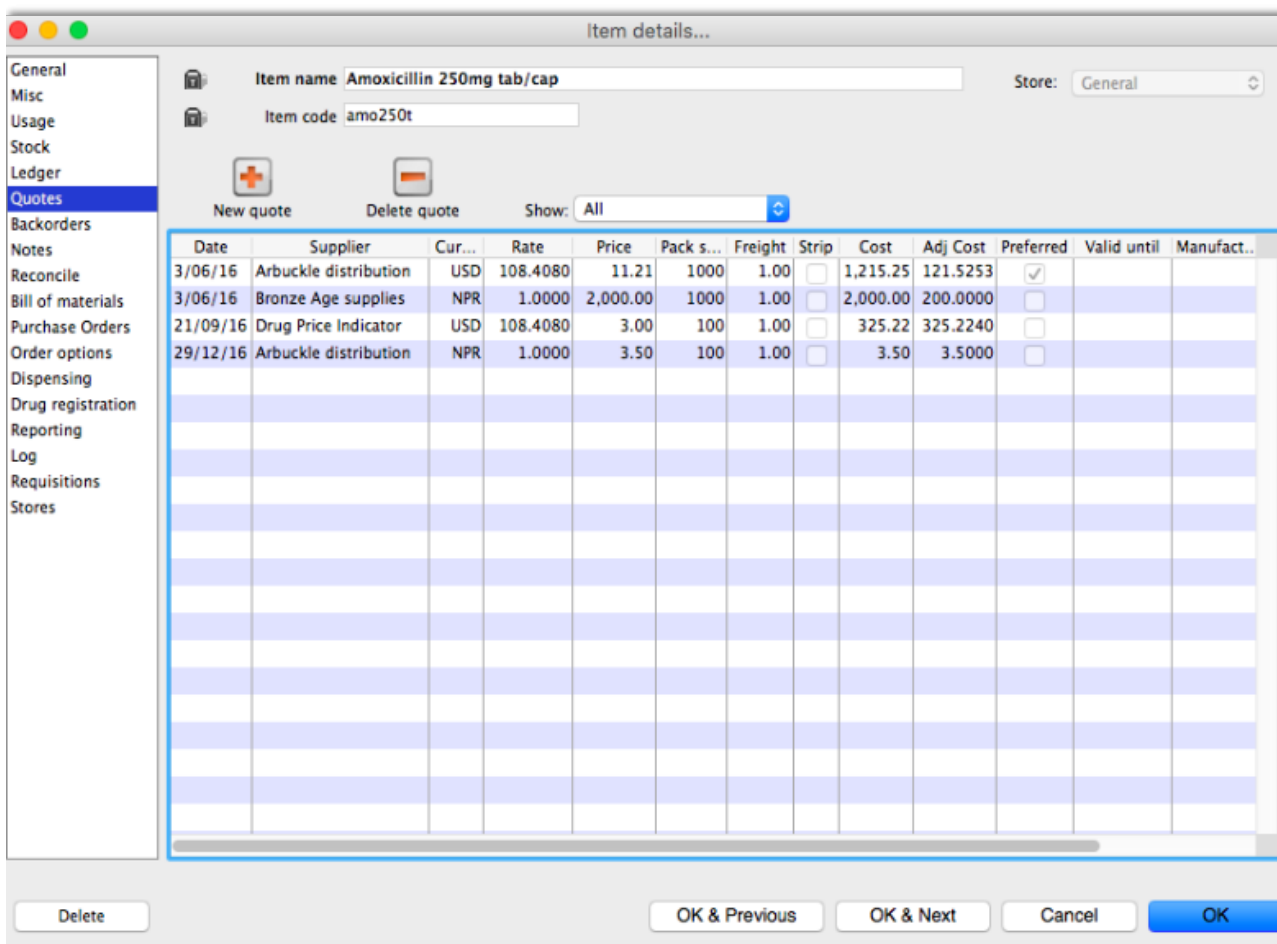 Item details...
General
Misc
Usage
Stock
Ledger
Quotes
Backorders
Notes
Reconcile
Bill of materials
Purchase Orders
Order options
Dispensing
Drug registration
Reporting
Log
Requisitions
Stores
Item name Amoxicillin 250mg tab/cap
Store: General
Item code amo250t
New quote Delete quote Show: All
Date Supplier Cur... Rate Price Pack s... Freight Strip Cost Adj Cost Preferred Valid until Manufact...
3/06/16 Arbuckle distribution USD 108.4080 11.21 1000 1.00 1,215.25 121.5253
3/06/16 Bronze Age supplies NPR 1.0000 2,000.00 1000 1.00 2,000.00 200.0000
21/09/16 Drug Price Indicator USD 108.4080 3.00 100 1.00 325.22 325.2240
29/12/16 Arbuckle distribution NPR 1.0000 3.50 100 1.00 3.50 3.5000
Delete OK & Previous OK & Next Cancel OK